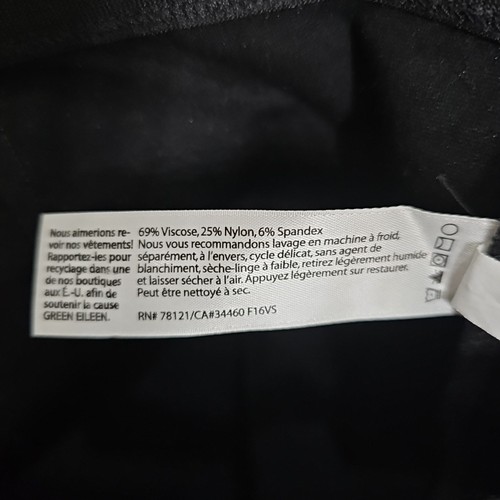 Nous aimerions re-
voir nos vêtements!
Rapportez-les pour
recyclage dans une
de nos boutiques
aux É.-U. afin de
soutenir la cause
GREEN EILEEN.
69% Viscose, 25% Nylon, 6% Spandex
Nous vous recommandons lavage en machine à froid,
séparément, à l'envers, cycle délicat, sans agent de
blanchiment, sèche-linge à faible, retirez légèrement humide
et laisser sécher à l'air. Appuyez légèrement sur restaurer.
Peut être nettoyé à sec.
RN# 78121/CA#34460 F16VS